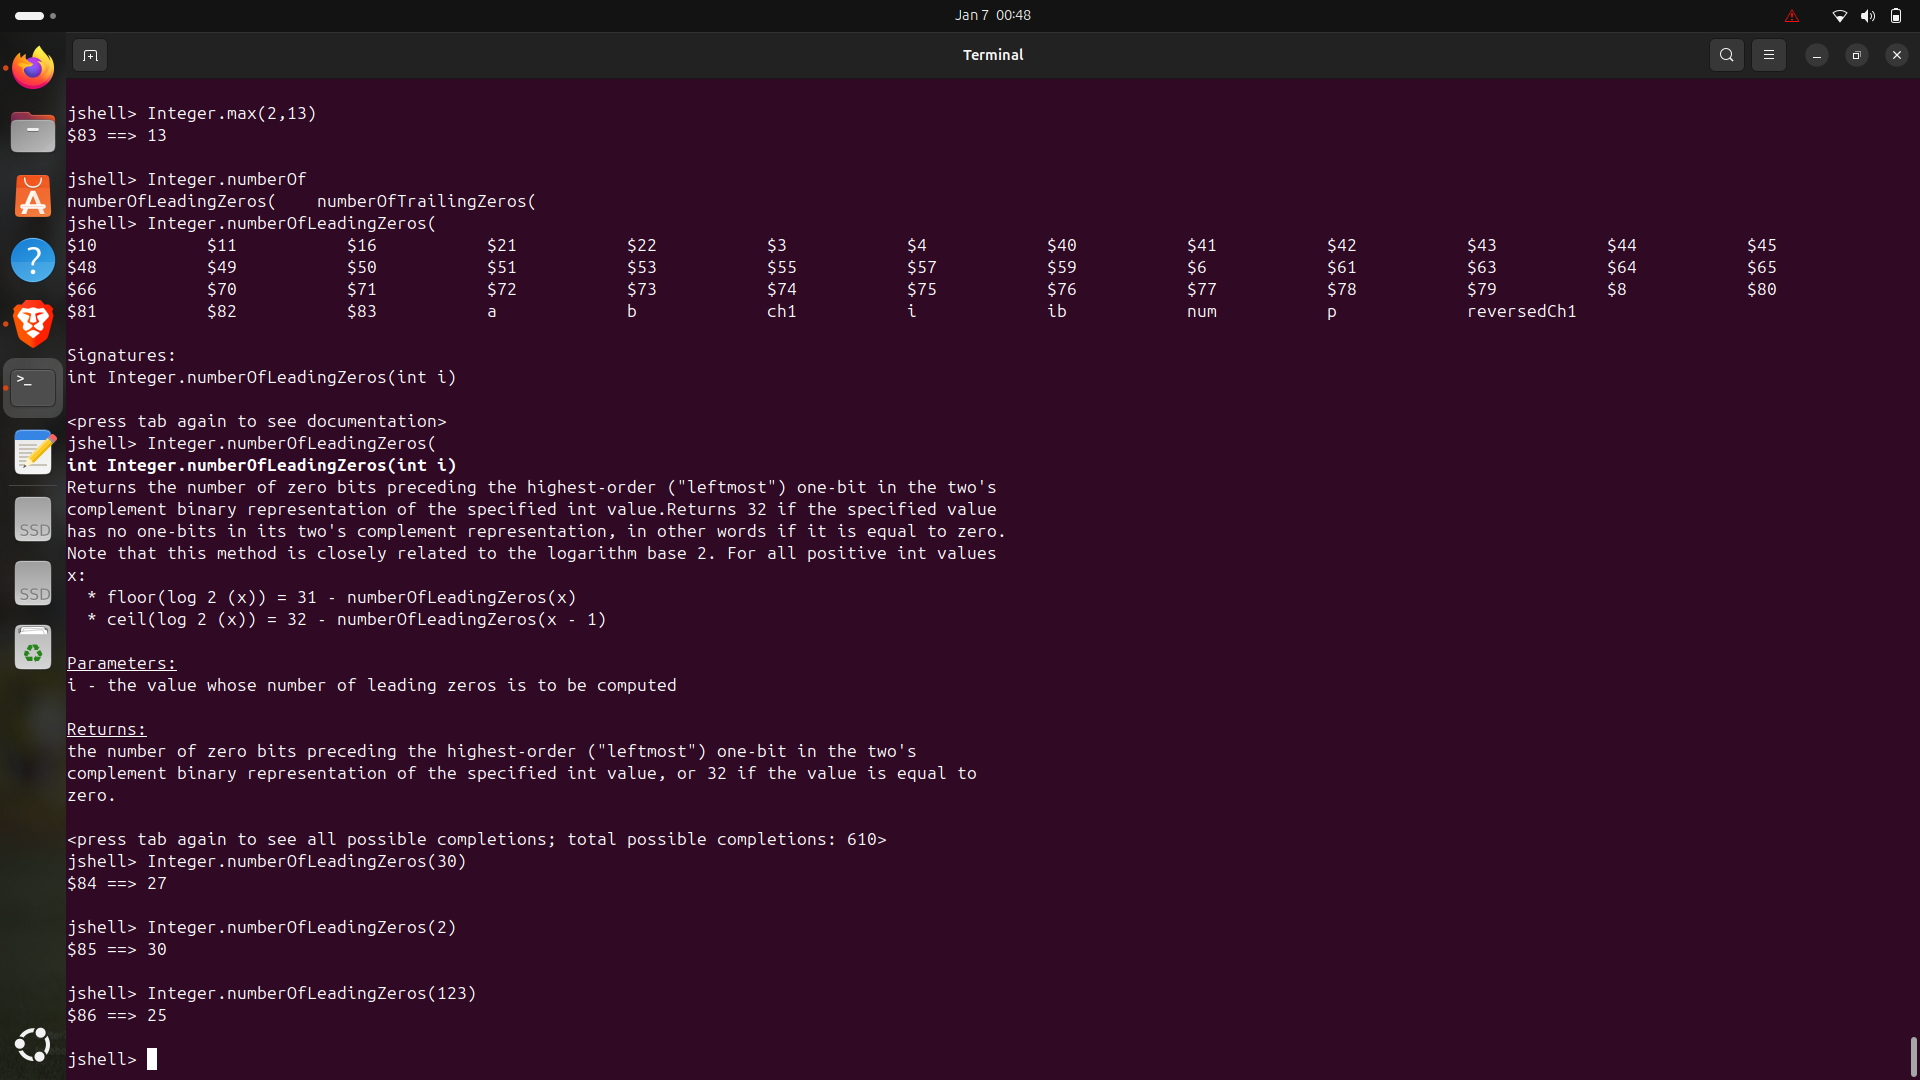 Jan 7 00:48
Terminal
jshell> Integer.max(2,13)
$83 ==> 13
jshell> Integer.numberOf
numberOfLeadingZeros(    numberOfTrailingZeros(
jshell> Integer.numberOfLeadingZeros(
$10 $11 $16 $21 $22 $3 $4 $40 $41 $42 $43 $44 $45
$48 $49 $50 $51 $53 $55 $57 $59 $6 $61 $63 $64 $65
$66 $70 $71 $72 $73 $74 $75 $76 $77 $78 $79 $8 $80
$81 $82 $83 a b ch1 i ib num p reversedCh1
Signatures:
int Integer.numberOfLeadingZeros(int i)
<press tab again to see documentation>
jshell> Integer.numberOfLeadingZeros(
int Integer.numberOfLeadingZeros(int i)
Returns the number of zero bits preceding the highest-order ("leftmost") one-bit in the two's
complement binary representation of the specified int value.Returns 32 if the specified value
has no one-bits in its two's complement representation, in other words if it is equal to zero.
Note that this method is closely related to the logarithm base 2. For all positive int values
x:
* floor(log 2 (x)) = 31 - numberOfLeadingZeros(x)
* ceil(log 2 (x)) = 32 - numberOfLeadingZeros(x - 1)
Parameters:
i - the value whose number of leading zeros is to be computed
Returns:
the number of zero bits preceding the highest-order ("leftmost") one-bit in the two's
complement binary representation of the specified int value, or 32 if the value is equal to
zero.
<press tab again to see all possible completions; total possible completions: 610>
jshell> Integer.numberOfLeadingZeros(30)
$84 ==> 27
jshell> Integer.numberOfLeadingZeros(2)
$85 ==> 30
jshell> Integer.numberOfLeadingZeros(123)
$86 ==> 25
jshell>
SSD
SSD